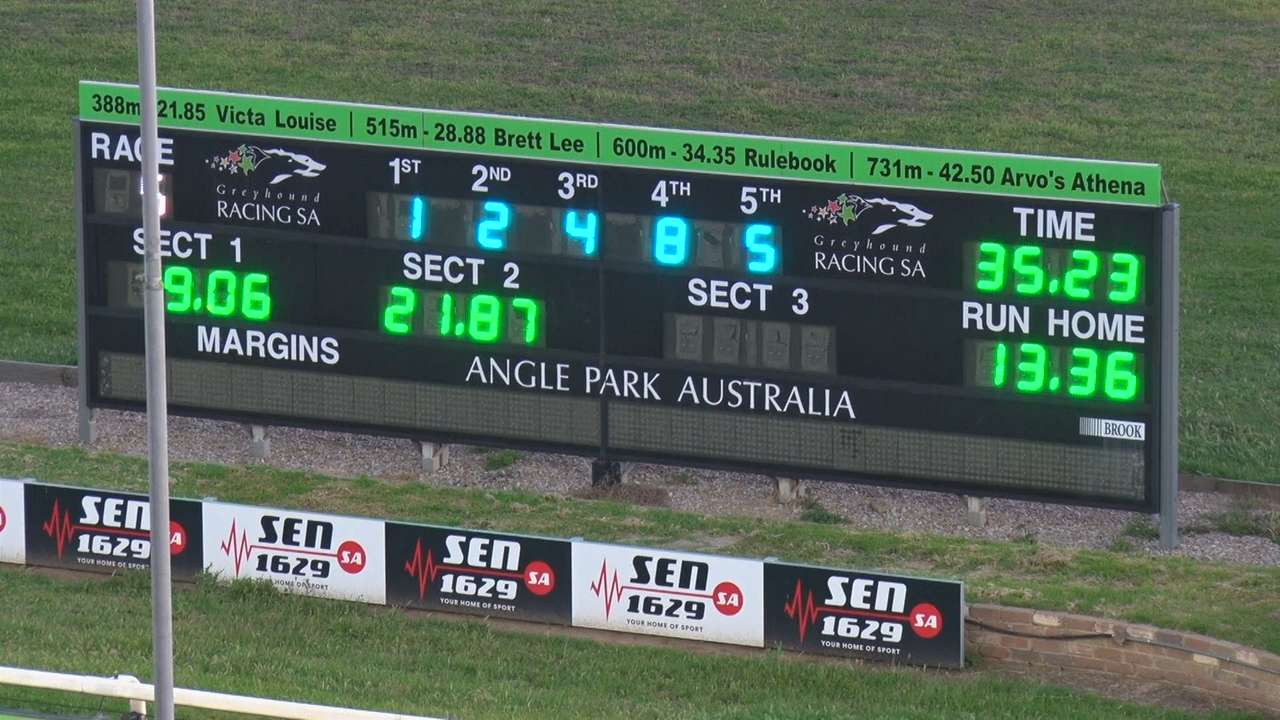 388m 21.85 Victa Louise | 515m - 28.88 Brett Lee | 600m - 34.35 Rulebook | 731m - 42.50 Arvo's Athena
RACE
Greyhound
RACING SA
1ST 2ND 3RD 4TH 5TH
1 2 4 8 5
Greyhound
RACING SA
TIME
35.23
SECT 1
9.06
SECT 2
21.87
SECT 3
RUN HOME
13.36
MARGINS
ANGLE PARK AUSTRALIA
BROOK
SEN
1629 SA
YOUR HOME OF SPORT
SEN
1629 SA
YOUR HOME OF SPORT
SEN
1629 SA
YOUR HOME OF SPORT
SEN
1629 SA
YOUR HOME OF SPORT
SEN
1629 SA
YOUR HOME OF SPORT